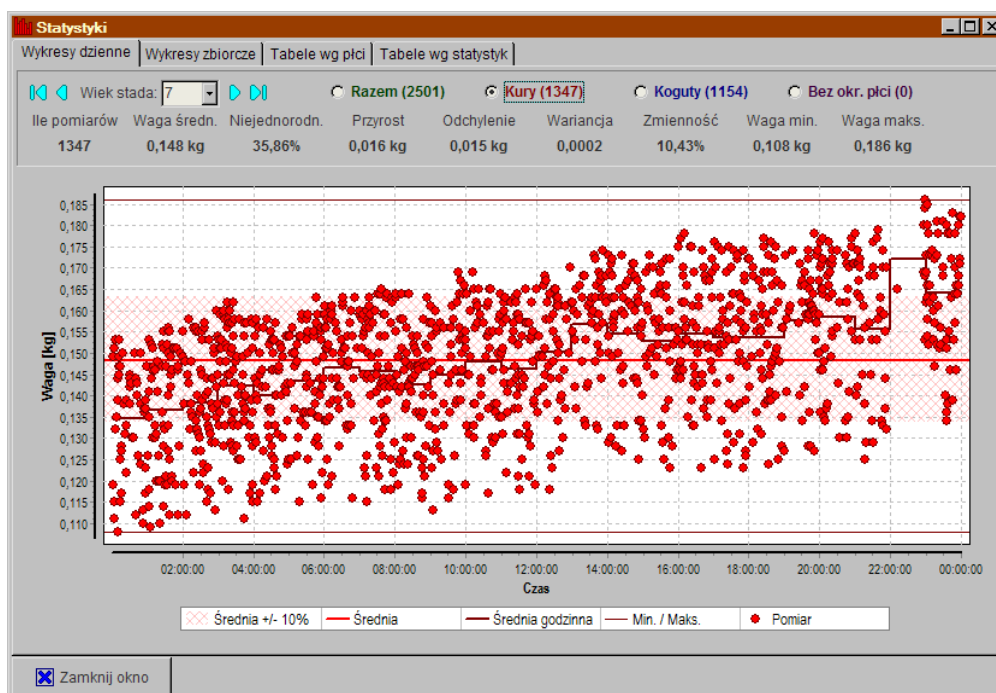 Statystyki
Wykresy dzienne Wykresy zbiorcze Tabele wg płci Tabele wg statystyk
Wiek stada: 7 Razem (2501) Kury (1347) Koguty (1154) Bez okr. płci (0)
Ile pomiarów Waga średn. Niejednorodn. Przyrost Odchylenie Wariancja Zmienność Waga min. Waga maks.
1347 0,148 kg 35,86% 0,016 kg 0,015 kg 0,0002 10,43% 0,108 kg 0,186 kg
0,185
0,180
0,175
0,170
0,165
0,160
0,155
0,150
0,145
0,140
0,135
0,130
0,125
0,120
0,115
0,110
Waga [kg]
02:00:00 04:00:00 06:00:00 08:00:00 10:00:00 12:00:00 14:00:00 16:00:00 18:00:00 20:00:00 22:00:00 00:00:00
Czas
Średnia +/- 10% Średnia Średnia godzinna Min. / Maks. Pomiar
Zamknij okno